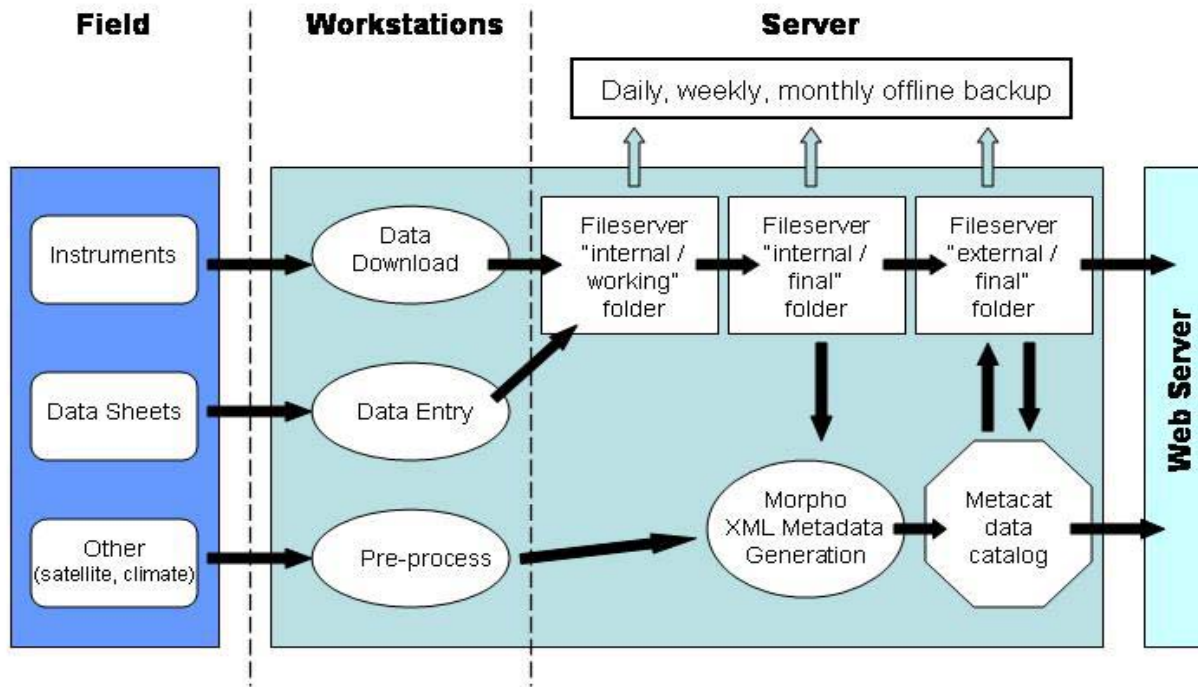 Field
Workstations
Server
Daily, weekly, monthly offline backup
Instruments
Data
Download
Fileserver
"internal /
working"
folder
Fileserver
"internal /
final"
folder
Fileserver
"external /
final"
folder
Data Sheets
Data Entry
Other
(satellite, climate)
Pre-process
Morpho
XML Metadata
Generation
Metacat
data
catalog
Web Server